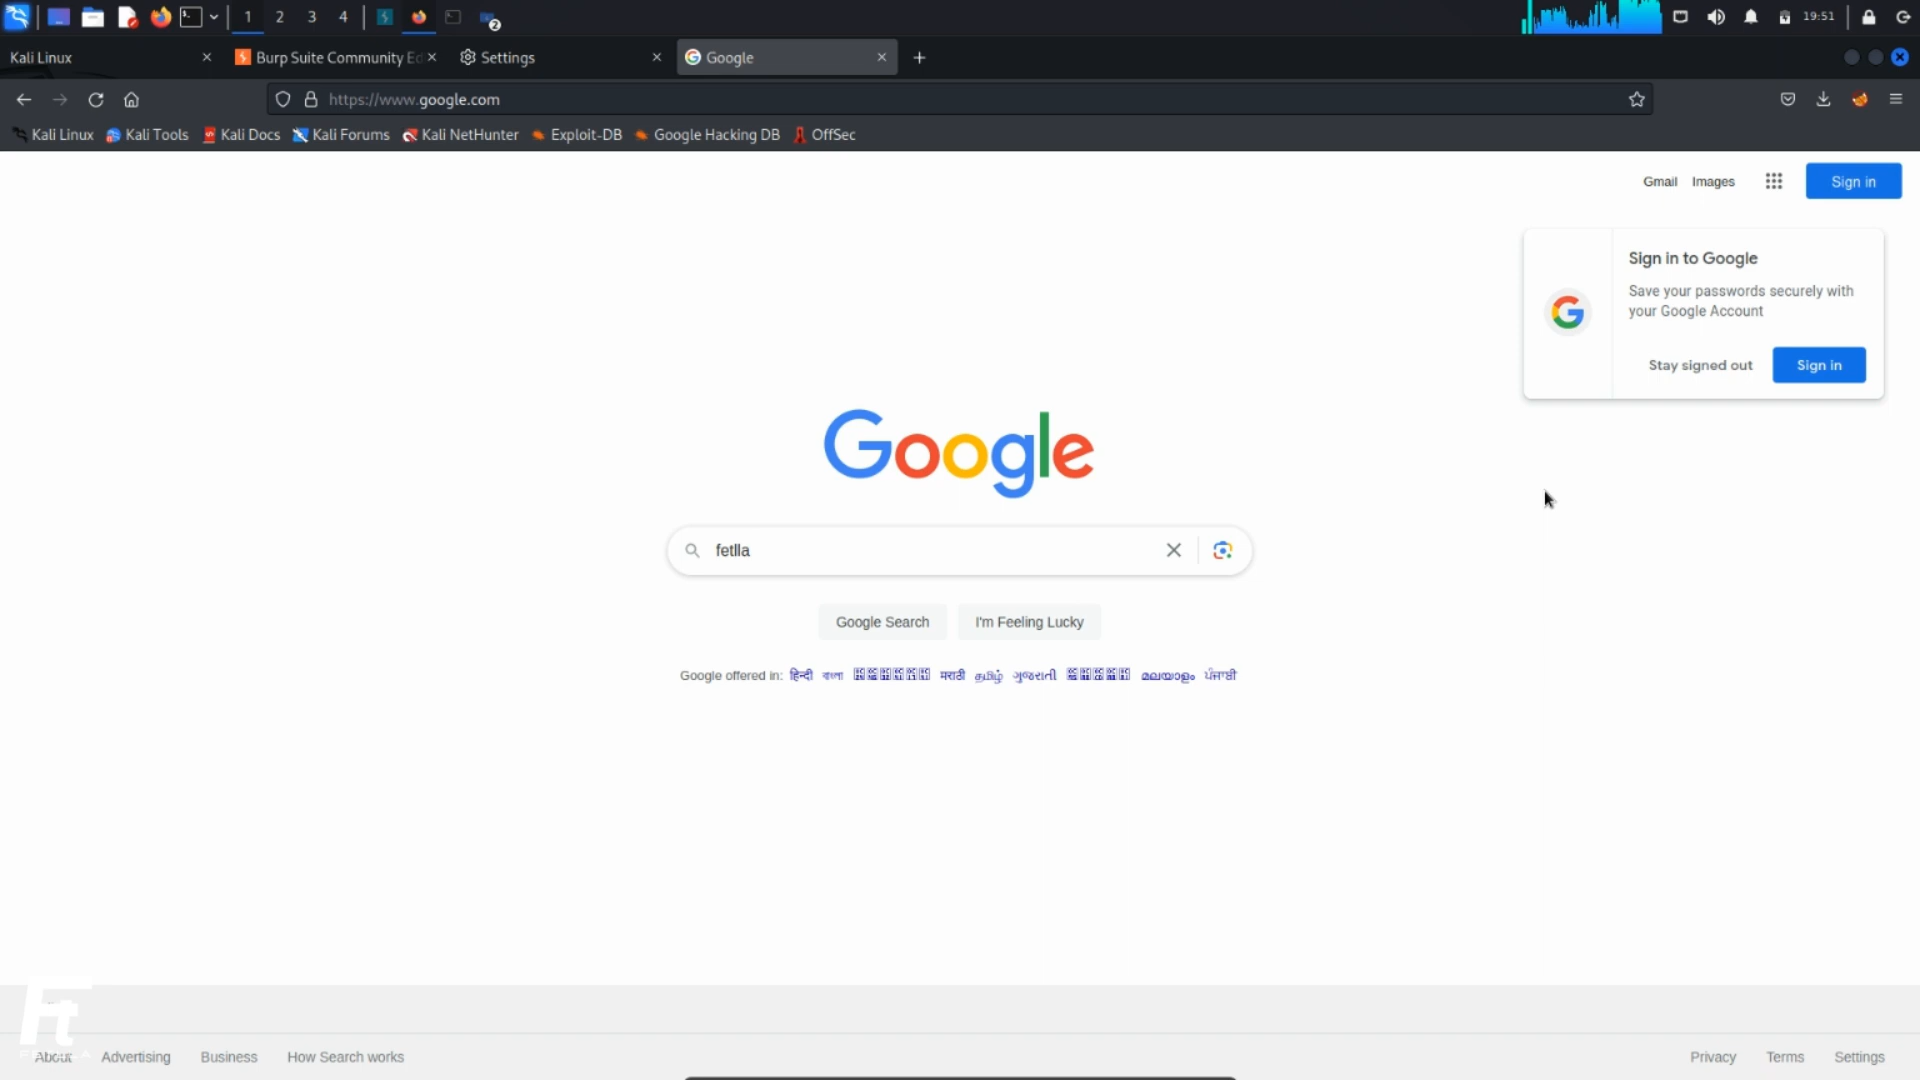 1 2 3 4 2 19:51
Kali Linux Burp Suite Community Ed Settings Google
https://www.google.com
Kali Linux Kali Tools Kali Docs Kali Forums Kali NetHunter Exploit-DB Google Hacking DB OffSec
Gmail Images Sign in
Sign in to Google
Save your passwords securely with
your Google Account
Stay signed out Sign in
Google
fetlla
Google Search I'm Feeling Lucky
Google offered in: हिन्दी বাংলা मराठी தமிழ் ગુજરાતી മലയാളം ਪੰਜਾਬੀ
Ft
About Advertising Business How Search works Privacy Terms Settings